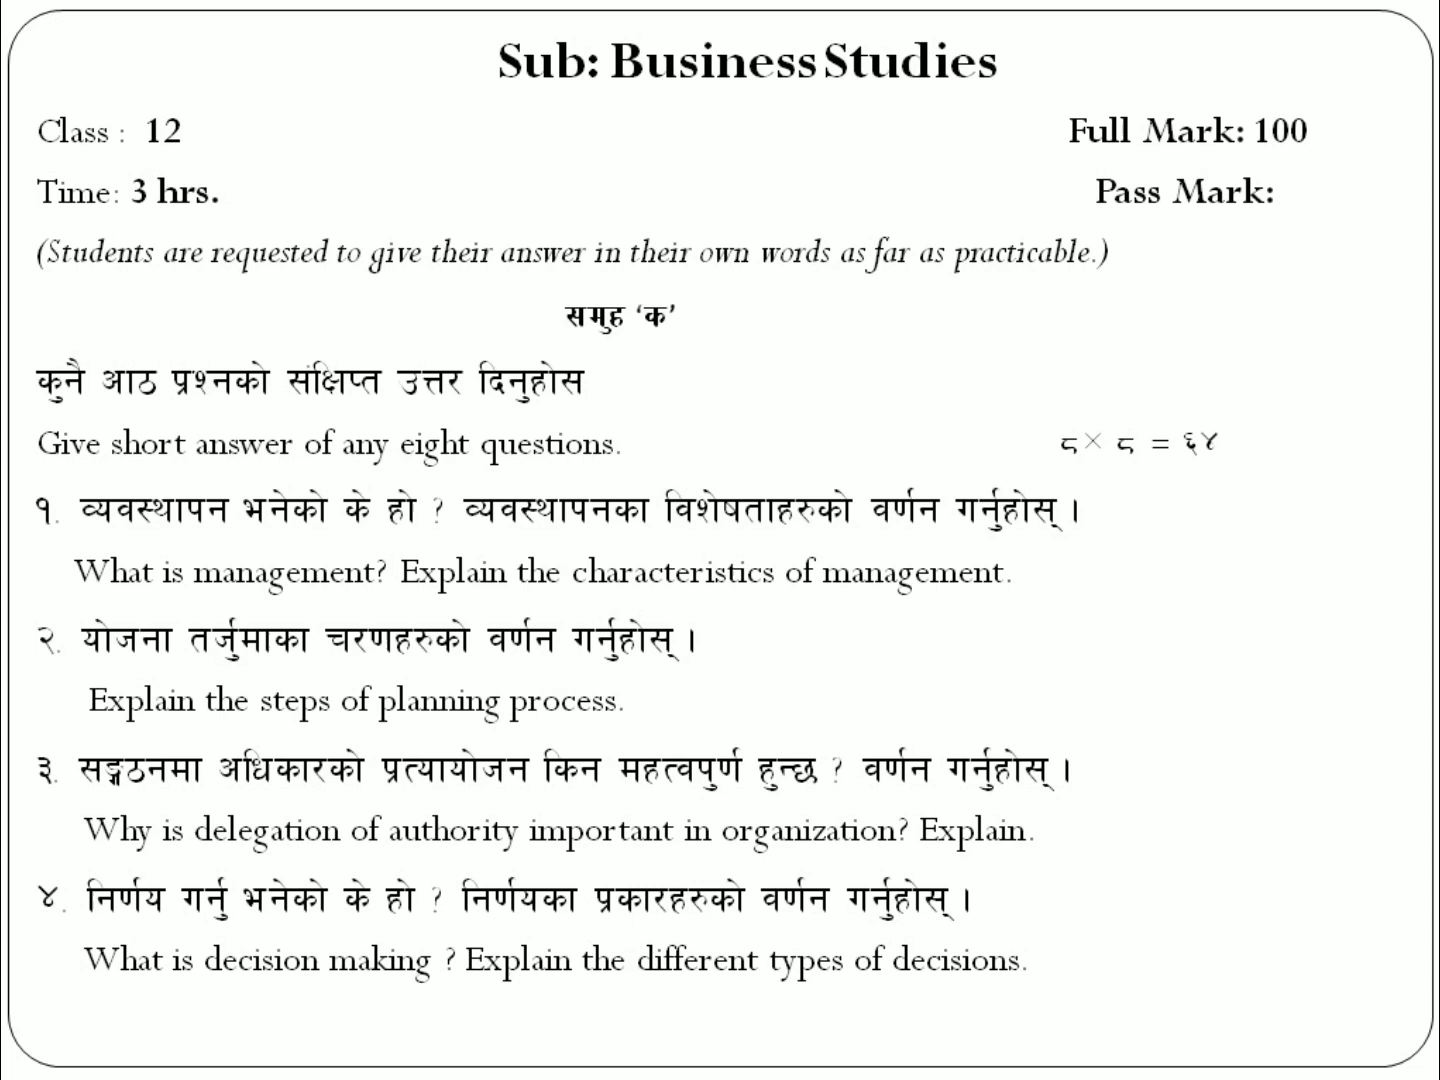 Sub: Business Studies
Class : 12 Full Mark: 100
Time: 3 hrs. Pass Mark:
(Students are requested to give their answer in their own words as far as practicable.)
समुह ‘क’
कुनै आठ प्रश्नको संक्षिप्त उत्तर दिनुहोस
Give short answer of any eight questions. ८× ८ = ६४
१. व्यवस्थापन भनेको के हो ? व्यवस्थापनका विशेषताहरुको वर्णन गर्नुहोस् ।
What is management? Explain the characteristics of management.
२. योजना तर्जुमाका चरणहरुको वर्णन गर्नुहोस् ।
Explain the steps of planning process.
३. सङ्गठनमा अधिकारको प्रत्यायोजन किन महत्वपुर्ण हुन्छ ? वर्णन गर्नुहोस् ।
Why is delegation of authority important in organization? Explain.
४. निर्णय गर्नु भनेको के हो ? निर्णयका प्रकारहरुको वर्णन गर्नुहोस् ।
What is decision making ? Explain the different types of decisions.